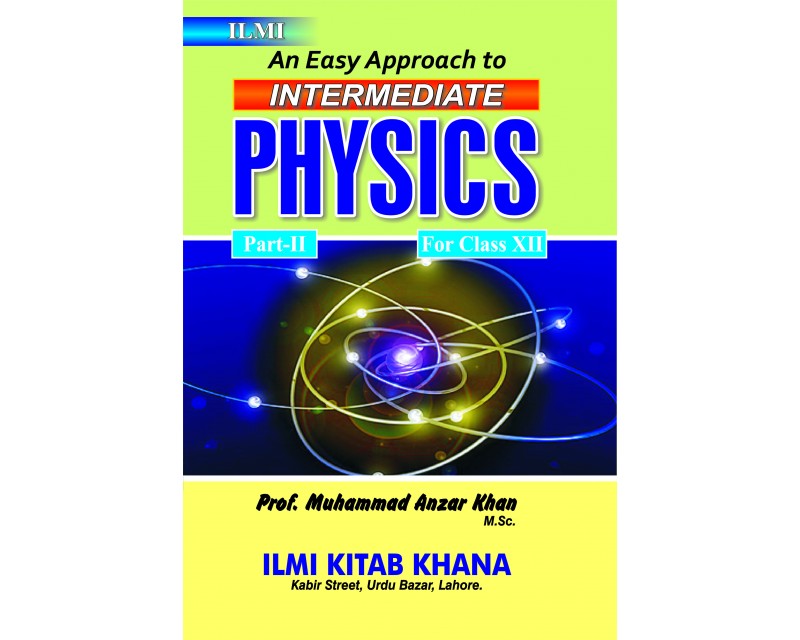 ILMI
An Easy Approach to
INTERMEDIATE
PHYSICS
Part-II
For Class XII
Prof. Muhammad Anzar Khan
M.Sc.
ILMI KITAB KHANA
Kabir Street, Urdu Bazar, Lahore.